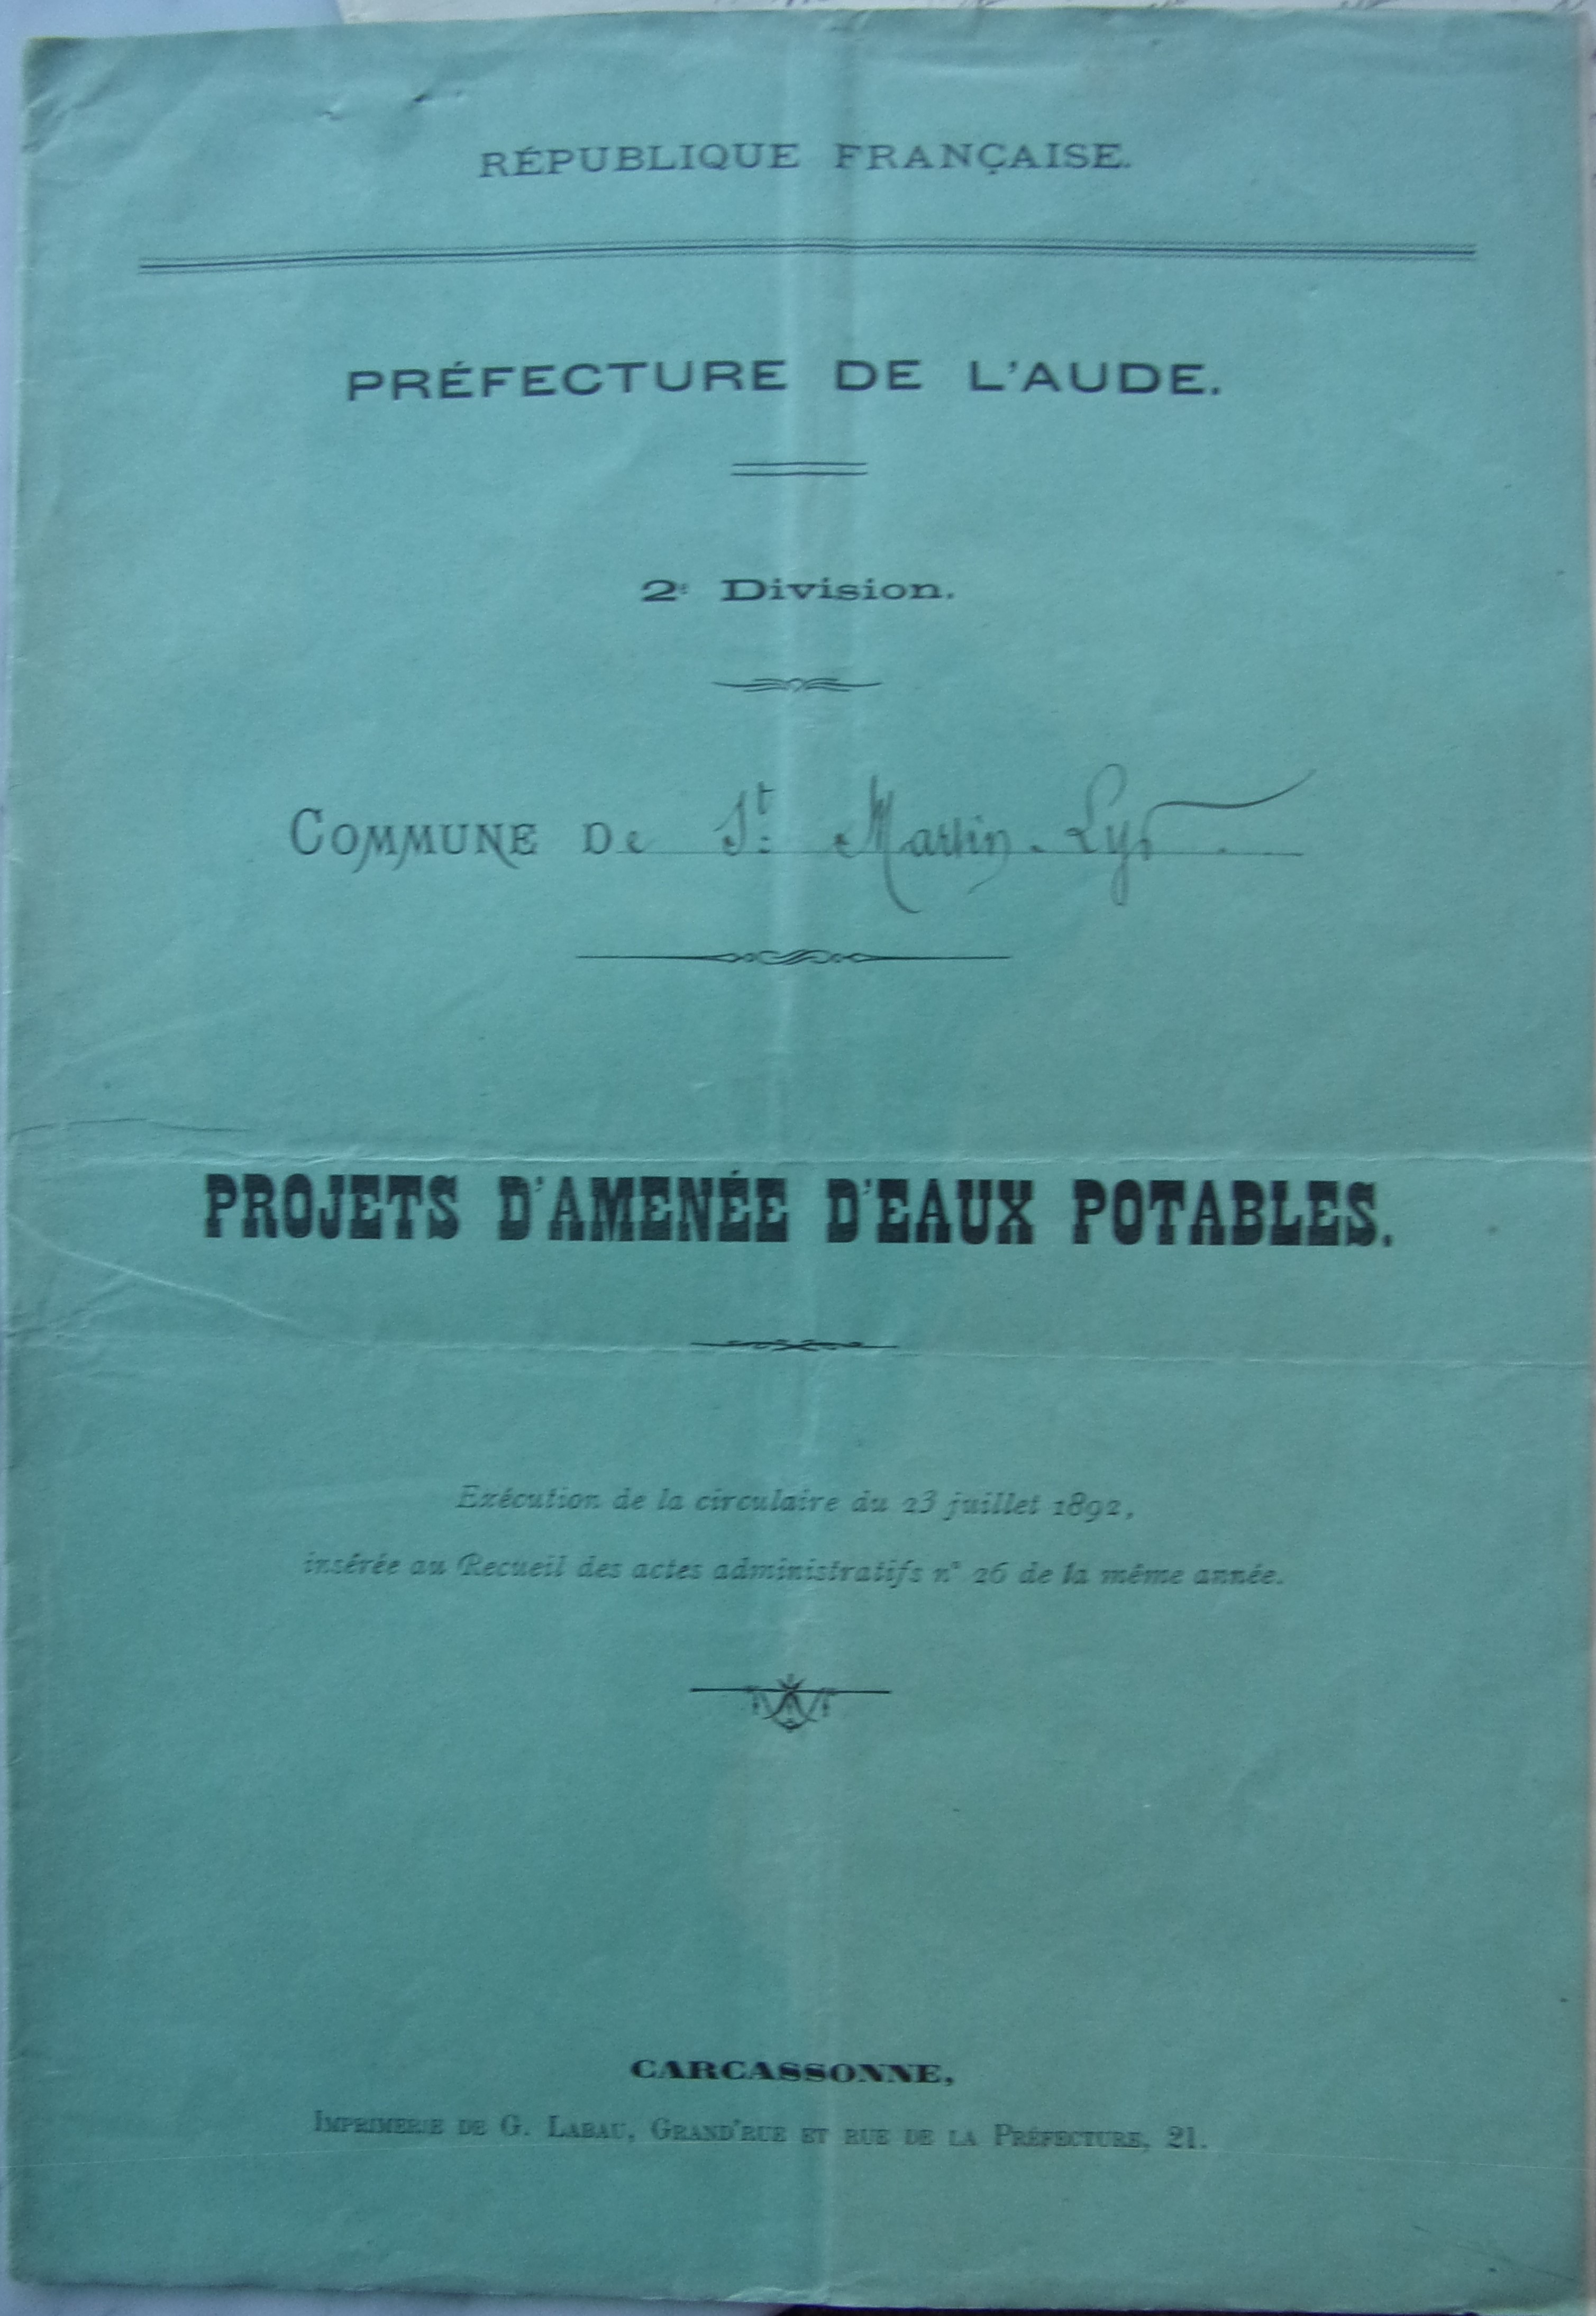 RÉPUBLIQUE FRANÇAISE.
PRÉFECTURE DE L'AUDE.
2e Division.
COMMUNE DE St. Martin-Lys
PROJETS D'AMENÉE D'EAUX POTABLES.
Exécution de la circulaire du 23 juillet 1892,
insérée au Recueil des actes administratifs n° 26 de la même année.
CARCASSONNE,
IMPRIMERIE DE G. LABAU, GRAND'RUE ET RUE DE LA PRÉFECTURE, 21.